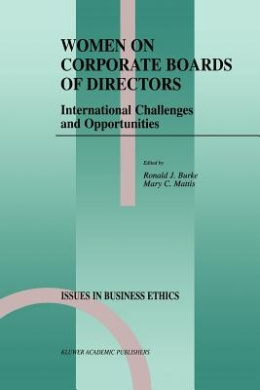 WOMEN ON
CORPORATE BOARDS
OF DIRECTORS
International Challenges
and Opportunities
Edited by
Ronald J. Burke
Mary C. Mattis
ISSUES IN BUSINESS ETHICS
KLUWER ACADEMIC PUBLISHERS